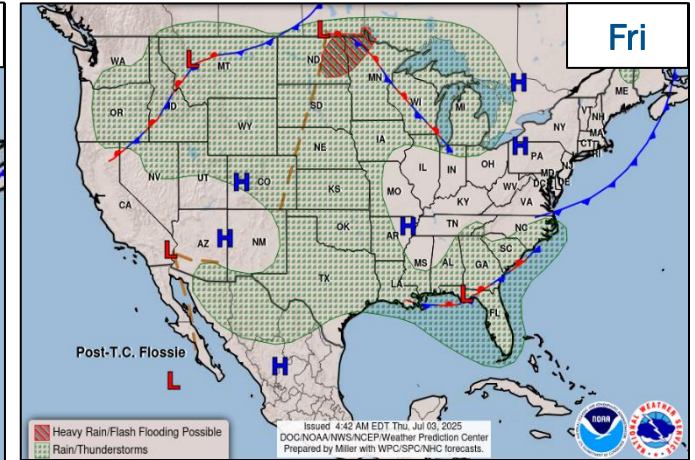 Fri
L
L
H
H
H
H
H
H
H
L
L
L
WA
MT
ND
MN
ME
OR
ID
SD
WI
MI
NY
VT
NH
MA
CT
RI
WY
IA
PA
NJ
NE
IL
IN
OH
MD
DE
DC
NV
UT
CO
KS
MO
WV
VA
KY
CA
AZ
NM
OK
AR
TN
NC
SC
MS
AL
GA
TX
LA
FL
Post-T.C. Flossie
Heavy Rain/Flash Flooding Possible
Rain/Thunderstorms
Issued 4:42 AM EDT Thu, Jul 03, 2025
DOC/NOAA/NWS/NCEP/Weather Prediction Center
Prepared by Miller with WPC/SPC/NHC forecasts.
NOAA
NATIONAL WEATHER SERVICE